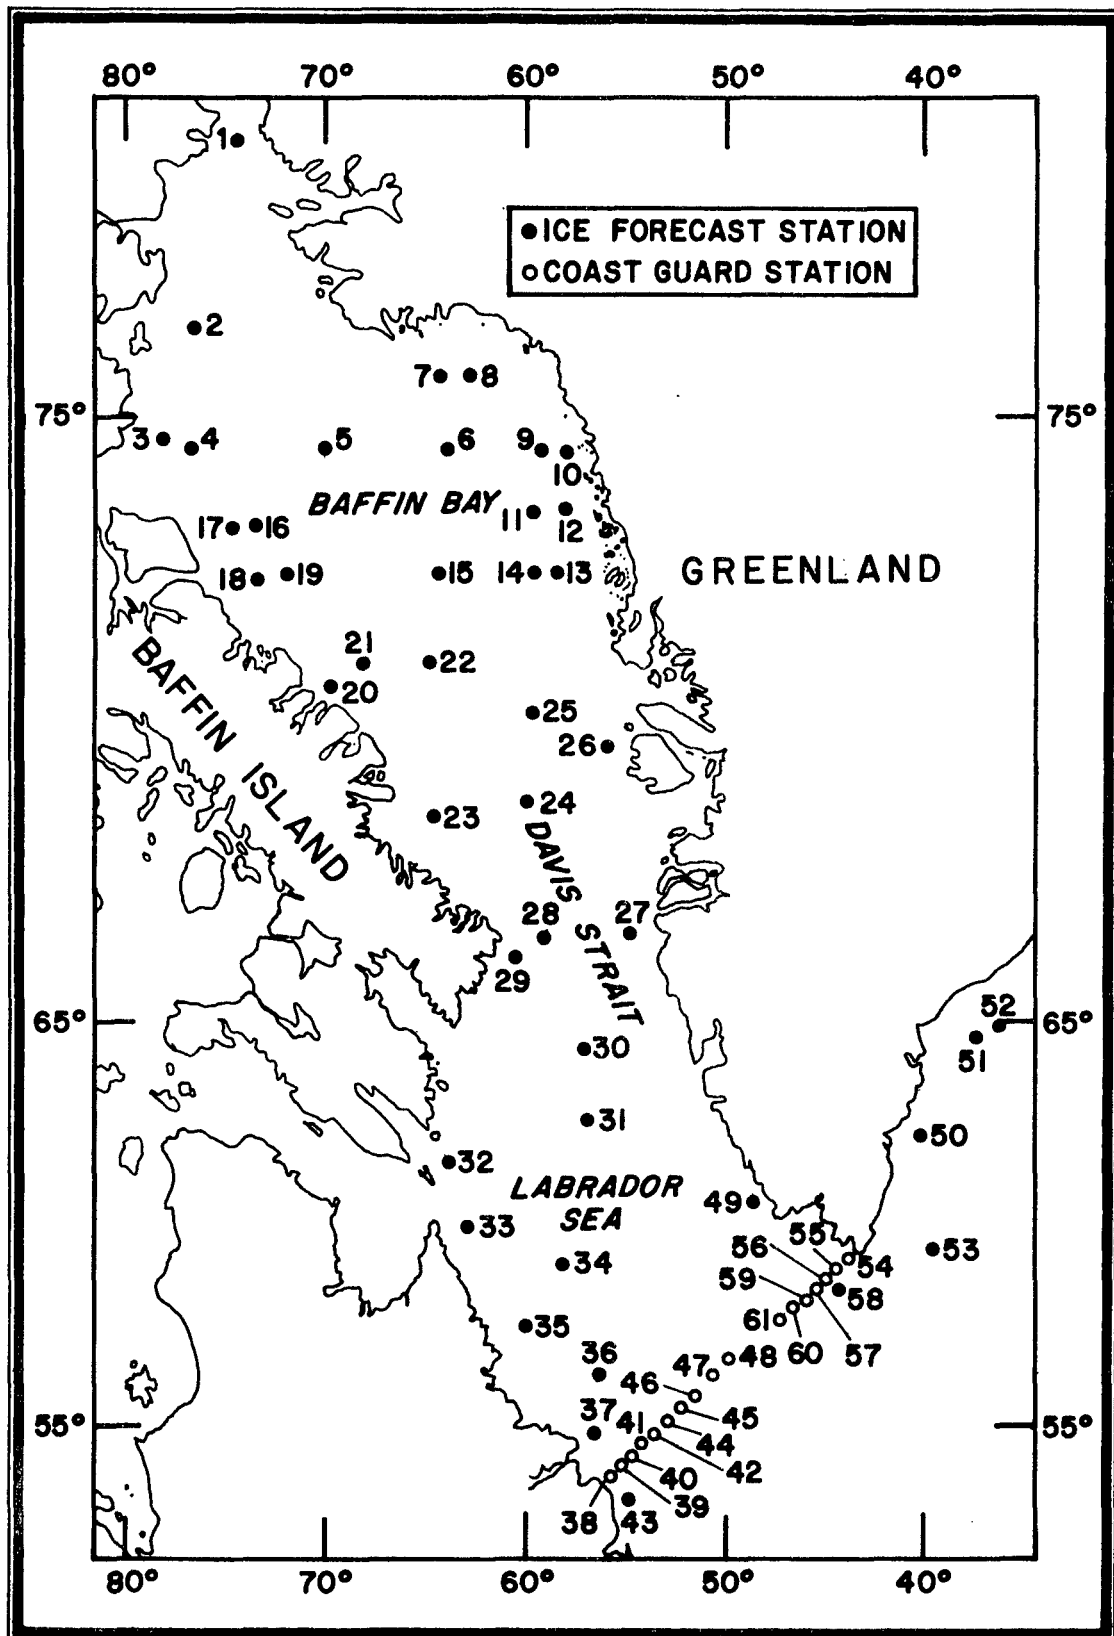 80° 70° 60° 50° 40°
1
● ICE FORECAST STATION
○ COAST GUARD STATION
2
7 8
75° 75°
3 4 5 6 9
10
BAFFIN BAY
11 12
17 16
18 19 15 14 13
GREENLAND
21 22
20
BAFFIN ISLAND
25
26
24
23
DAVIS STRAIT
28 27
29
52
65° 65°
51
30
31
50
32
LABRADOR
SEA
49
33
55 53
34 56 54
59 58
61
35 60 57
48
36 47
46
37 41 45
55° 55°
44
42
40
39
38 43
80° 70° 60° 50° 40°